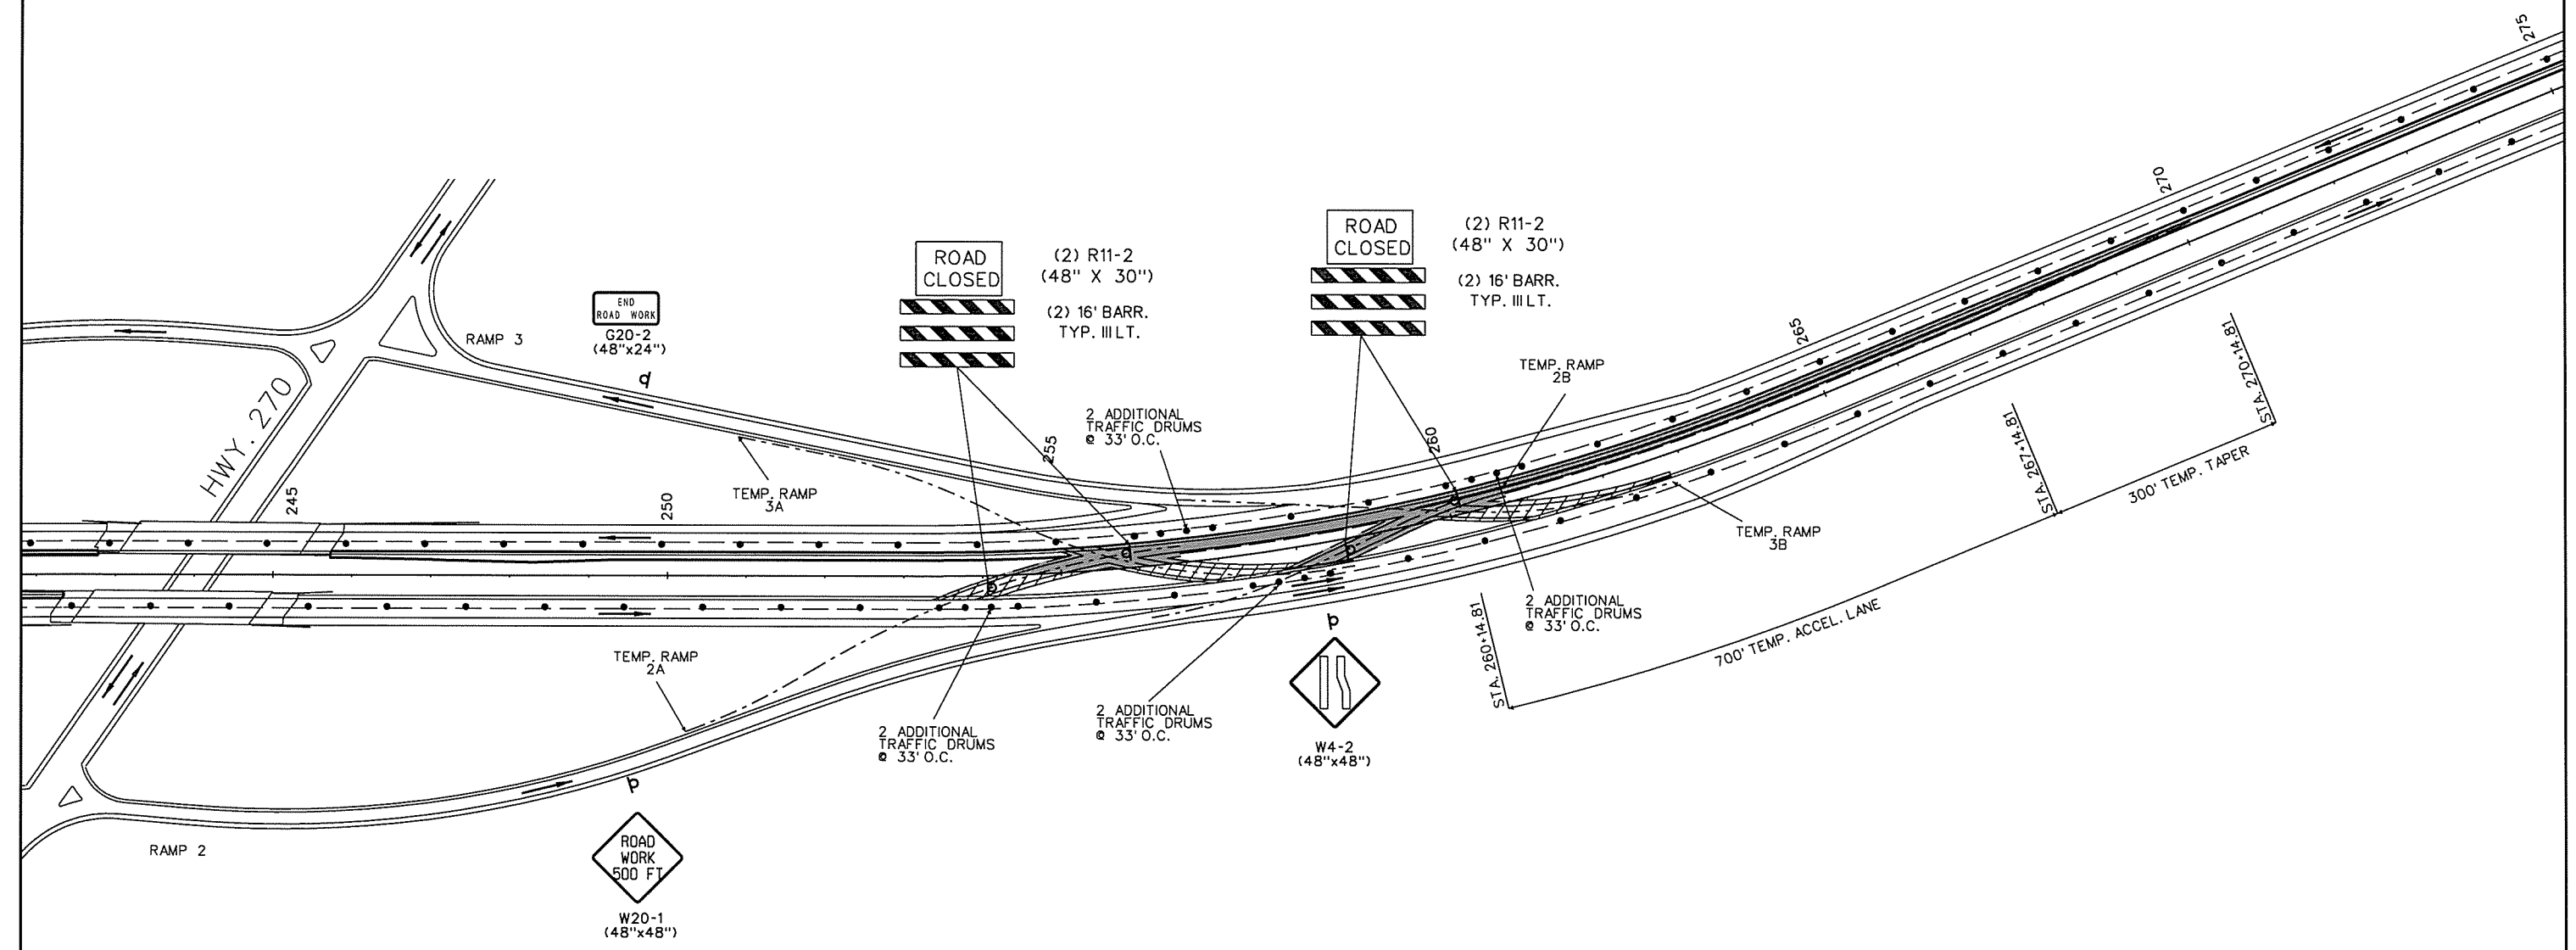 275
270
ROAD
CLOSED
(2) R11-2
(48" X 30")
(2) 16' BARR.
TYP. III LT.
ROAD
CLOSED
(2) R11-2
(48" X 30")
(2) 16' BARR.
TYP. III LT.
END
ROAD WORK
G20-2
(48"x24")
RAMP 3
HWY. 270
265
TEMP. RAMP
2B
2 ADDITIONAL
TRAFFIC DRUMS
@ 33' O.C.
255
260
STA. 270+14.81
STA. 267+14.81
300' TEMP. TAPER
245
250
TEMP. RAMP
3A
TEMP. RAMP
3B
STA. 260+14.81
700' TEMP. ACCEL. LANE
2 ADDITIONAL
TRAFFIC DRUMS
@ 33' O.C.
TEMP. RAMP
2A
2 ADDITIONAL
TRAFFIC DRUMS
@ 33' O.C.
2 ADDITIONAL
TRAFFIC DRUMS
@ 33' O.C.
W4-2
(48"x48")
RAMP 2
ROAD
WORK
500 FT
W20-1
(48"x48")